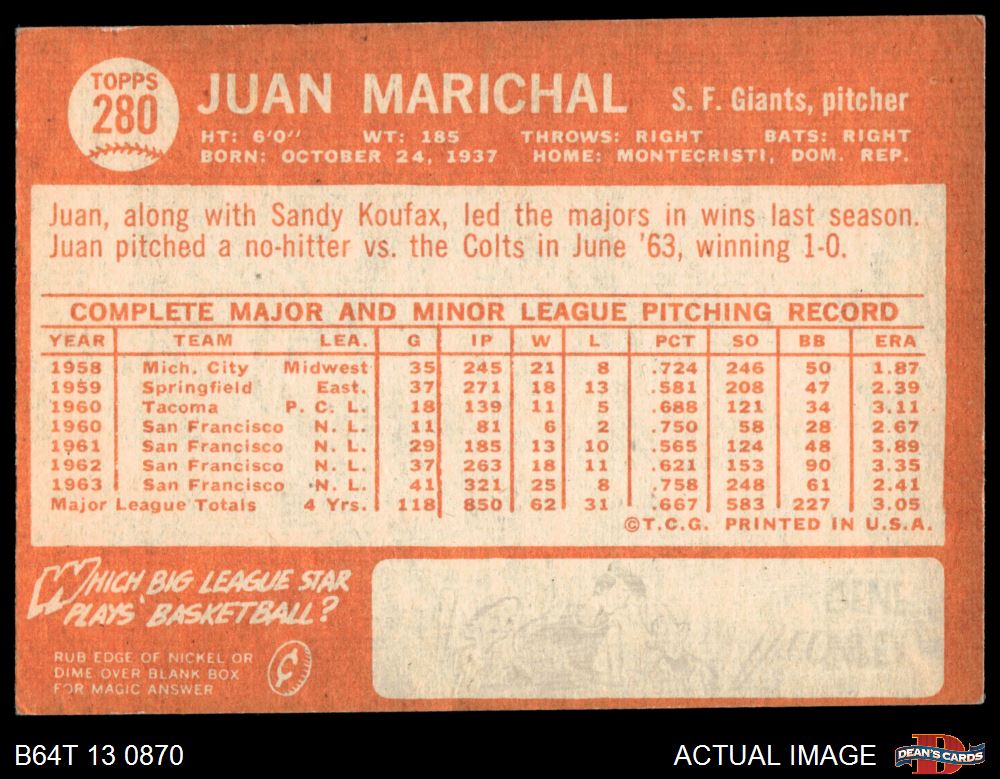 TOPPS
280
JUAN MARICHAL
S. F. Giants, pitcher
HT: 6'0" WT: 185 THROWS: RIGHT BATS: RIGHT
BORN: OCTOBER 24, 1937 HOME: MONTECRISTI, DOM. REP.
Juan, along with Sandy Koufax, led the majors in wins last season.
Juan pitched a no-hitter vs. the Colts in June '63, winning 1-0.
COMPLETE MAJOR AND MINOR LEAGUE PITCHING RECORD
YEAR TEAM LEA. G IP W L PCT SO BB ERA
1958 Mich. City Midwest 35 245 21 8 .724 246 50 1.87
1959 Springfield East. 37 271 18 13 .581 208 47 2.39
1960 Tacoma P. C. L. 18 139 11 5 .688 121 34 3.11
1960 San Francisco N. L. 11 81 6 2 .750 58 28 2.67
1961 San Francisco N. L. 29 185 13 10 .565 124 48 3.89
1962 San Francisco N. L. 37 263 18 11 .621 153 90 3.35
1963 San Francisco N. L. 41 321 25 8 .758 248 61 2.41
Major League Totals 4 Yrs. 118 850 62 31 .667 583 227 3.05
©T.C.G. PRINTED IN U.S.A.
WHICH BIG LEAGUE STAR
PLAYS BASKETBALL?
RUB EDGE OF NICKEL OR
DIME OVER BLANK BOX
FOR MAGIC ANSWER
B64T 13 0870
ACTUAL IMAGE
DEAN'S CARDS